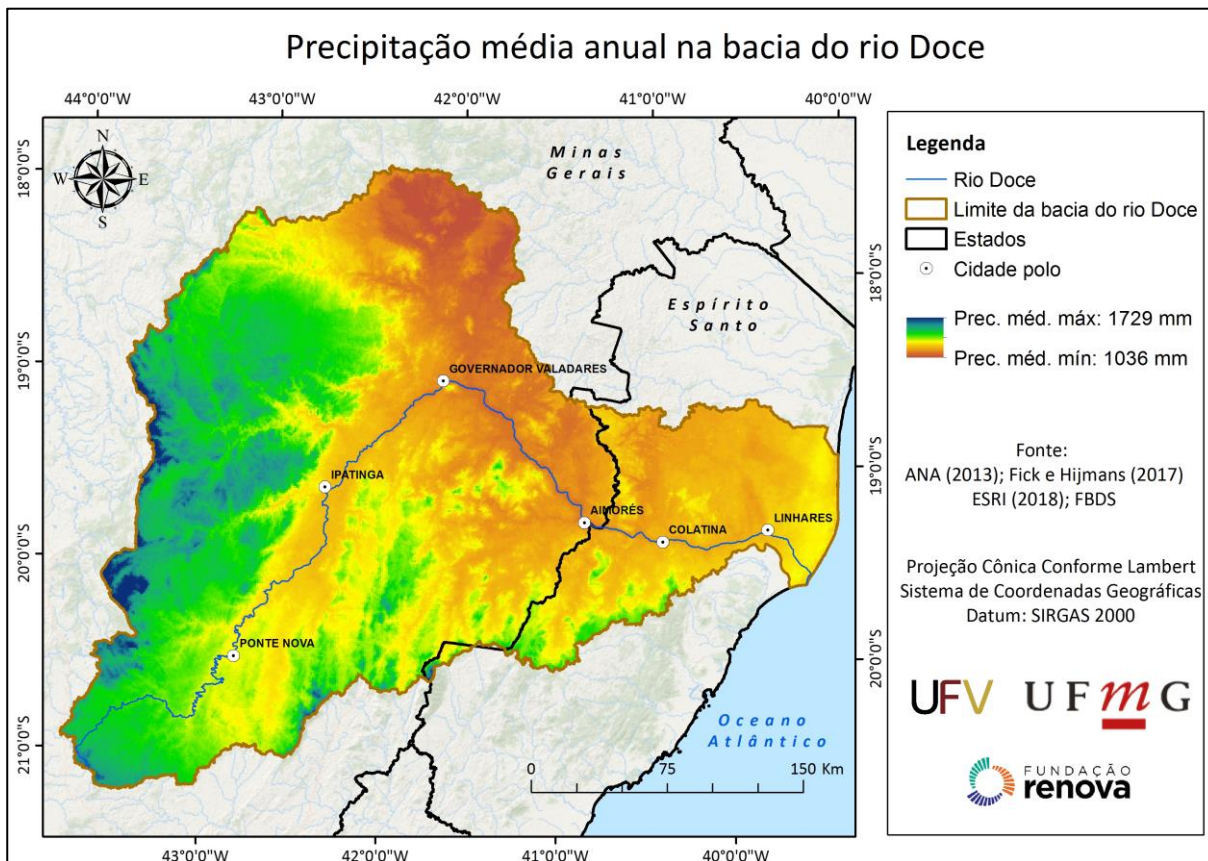 Precipitação média anual na bacia do rio Doce
44°0'0"W 43°0'0"W 42°0'0"W 41°0'0"W 40°0'0"W
18°0'0"S
19°0'0"S
20°0'0"S
21°0'0"S
N
W E
S
Minas
Gerais
Espírito
Santo
GOVERNADOR VALADARES
IPATINGA
AIMORÉS
COLATINA
LINHARES
PONTE NOVA
Oceano
Atlântico
0 75 150 Km
18°0'0"S
19°0'0"S
20°0'0"S
43°0'0"W 42°0'0"W 41°0'0"W 40°0'0"W
Legenda
Rio Doce
Limite da bacia do rio Doce
Estados
Cidade polo
Prec. méd. máx: 1729 mm
Prec. méd. mín: 1036 mm
Fonte:
ANA (2013); Fick e Hijmans (2017)
ESRI (2018); FBDS
Projeção Cônica Conforme Lambert
Sistema de Coordenadas Geográficas
Datum: SIRGAS 2000
UFV UFmG
FUNDAÇÃO
renova